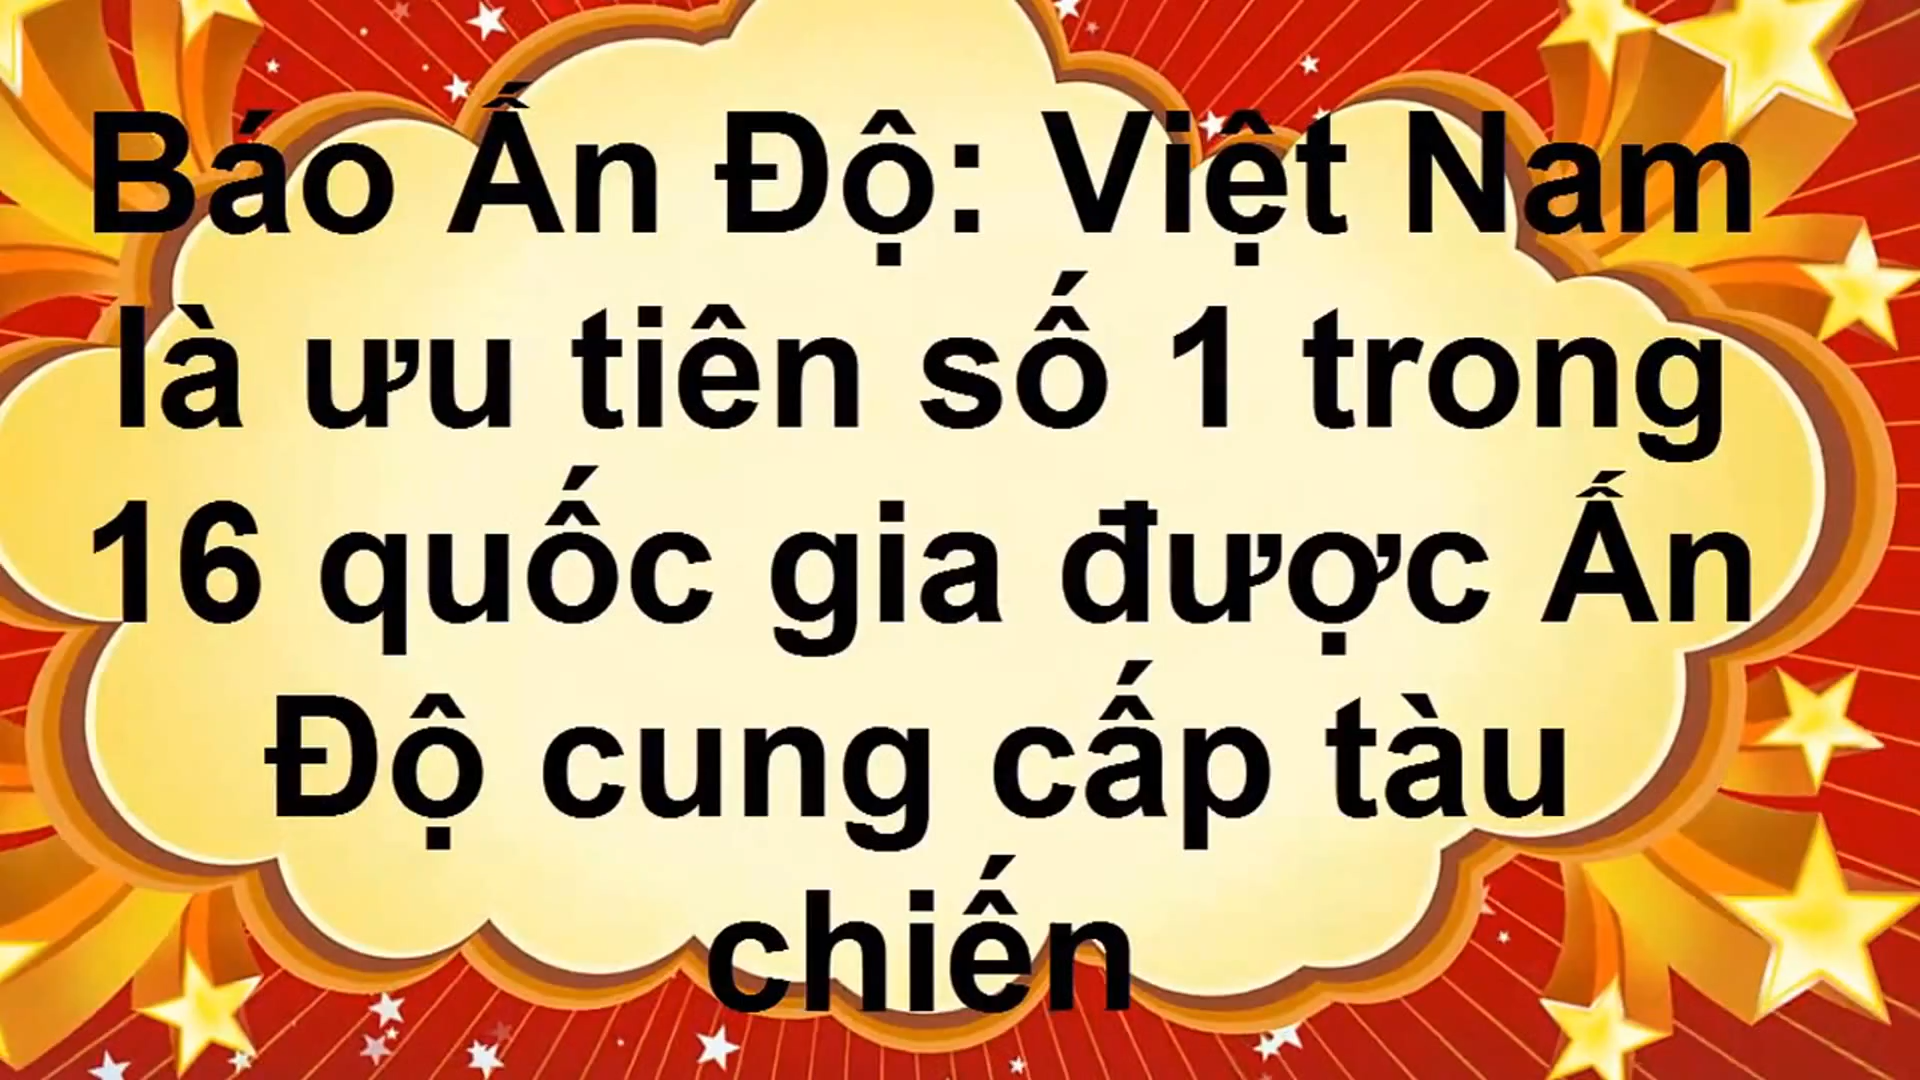 Báo Ấn Độ: Việt Nam
là ưu tiên số 1 trong
16 quốc gia được Ấn
Độ cung cấp tàu
chiến